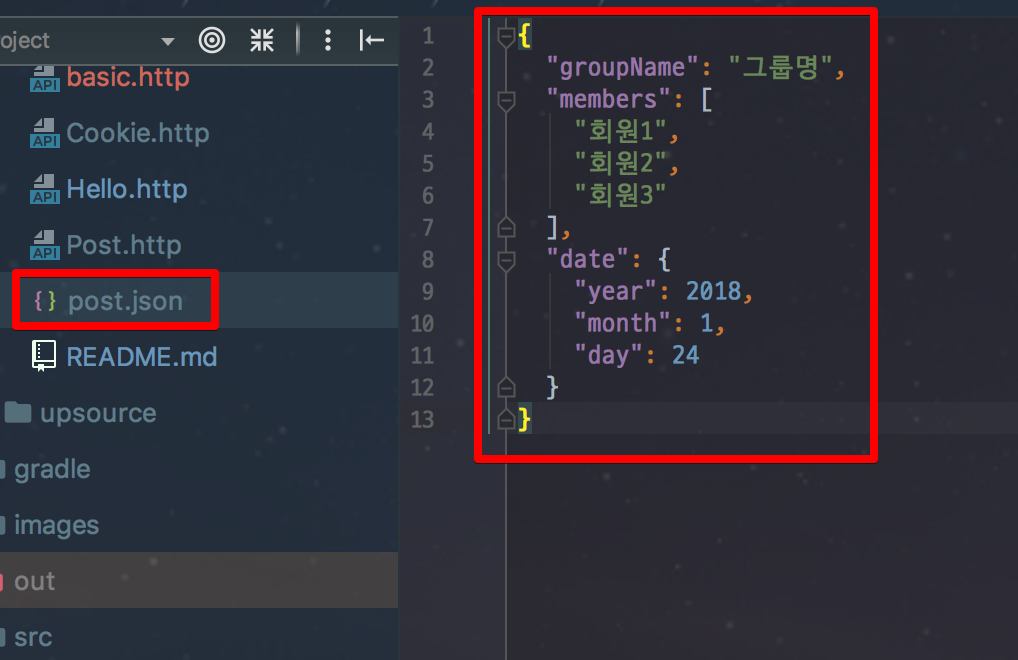 oject
basic.http
API
Cookie.http
API
Hello.http
API
Post.http
API
{} post.json
README.md
upsource
gradle
images
out
src
1 {
2 "groupName": "그룹명",
3 "members": [
4 "회원1",
5 "회원2",
6 "회원3"
7 ],
8 "date": {
9 "year": 2018,
10 "month": 1,
11 "day": 24
12 }
13 }